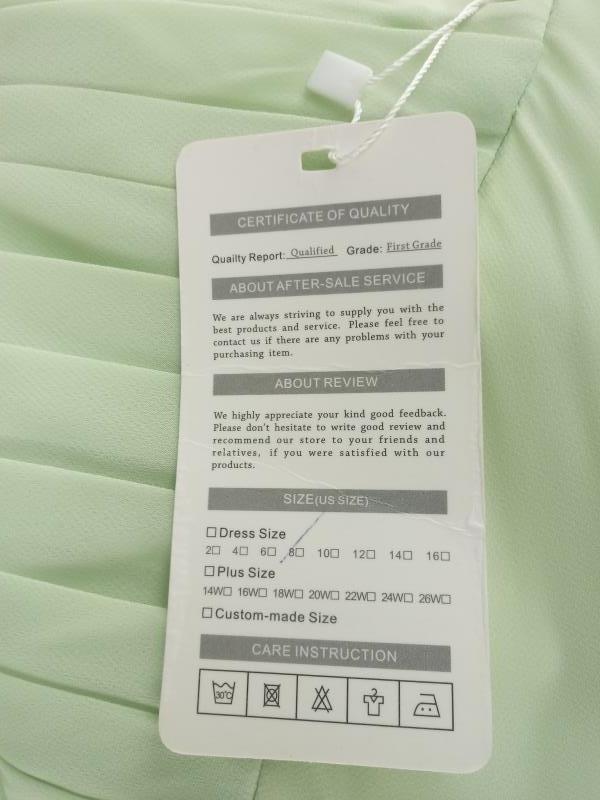 CERTIFICATE OF QUALITY
Quailty Report: Qualified Grade: First Grade
ABOUT AFTER-SALE SERVICE
We are always striving to supply you with the
best products and service. Please feel free to
contact us if there are any problems with your
purchasing item.
ABOUT REVIEW
We highly appreciate your kind good feedback.
Please don't hesitate to write good review and
recommend our store to your friends and
relatives, if you were satisfied with our
products.
SIZE(US SIZE)
☐Dress Size
2☐ 4☐ 6☐ 8☐ 10☐ 12☐ 14☐ 16☐
☐Plus Size
14W☐ 16W☐ 18W☐ 20W☐ 22W☐ 24W☐ 26W☐
☐Custom-made Size
CARE INSTRUCTION
30℃